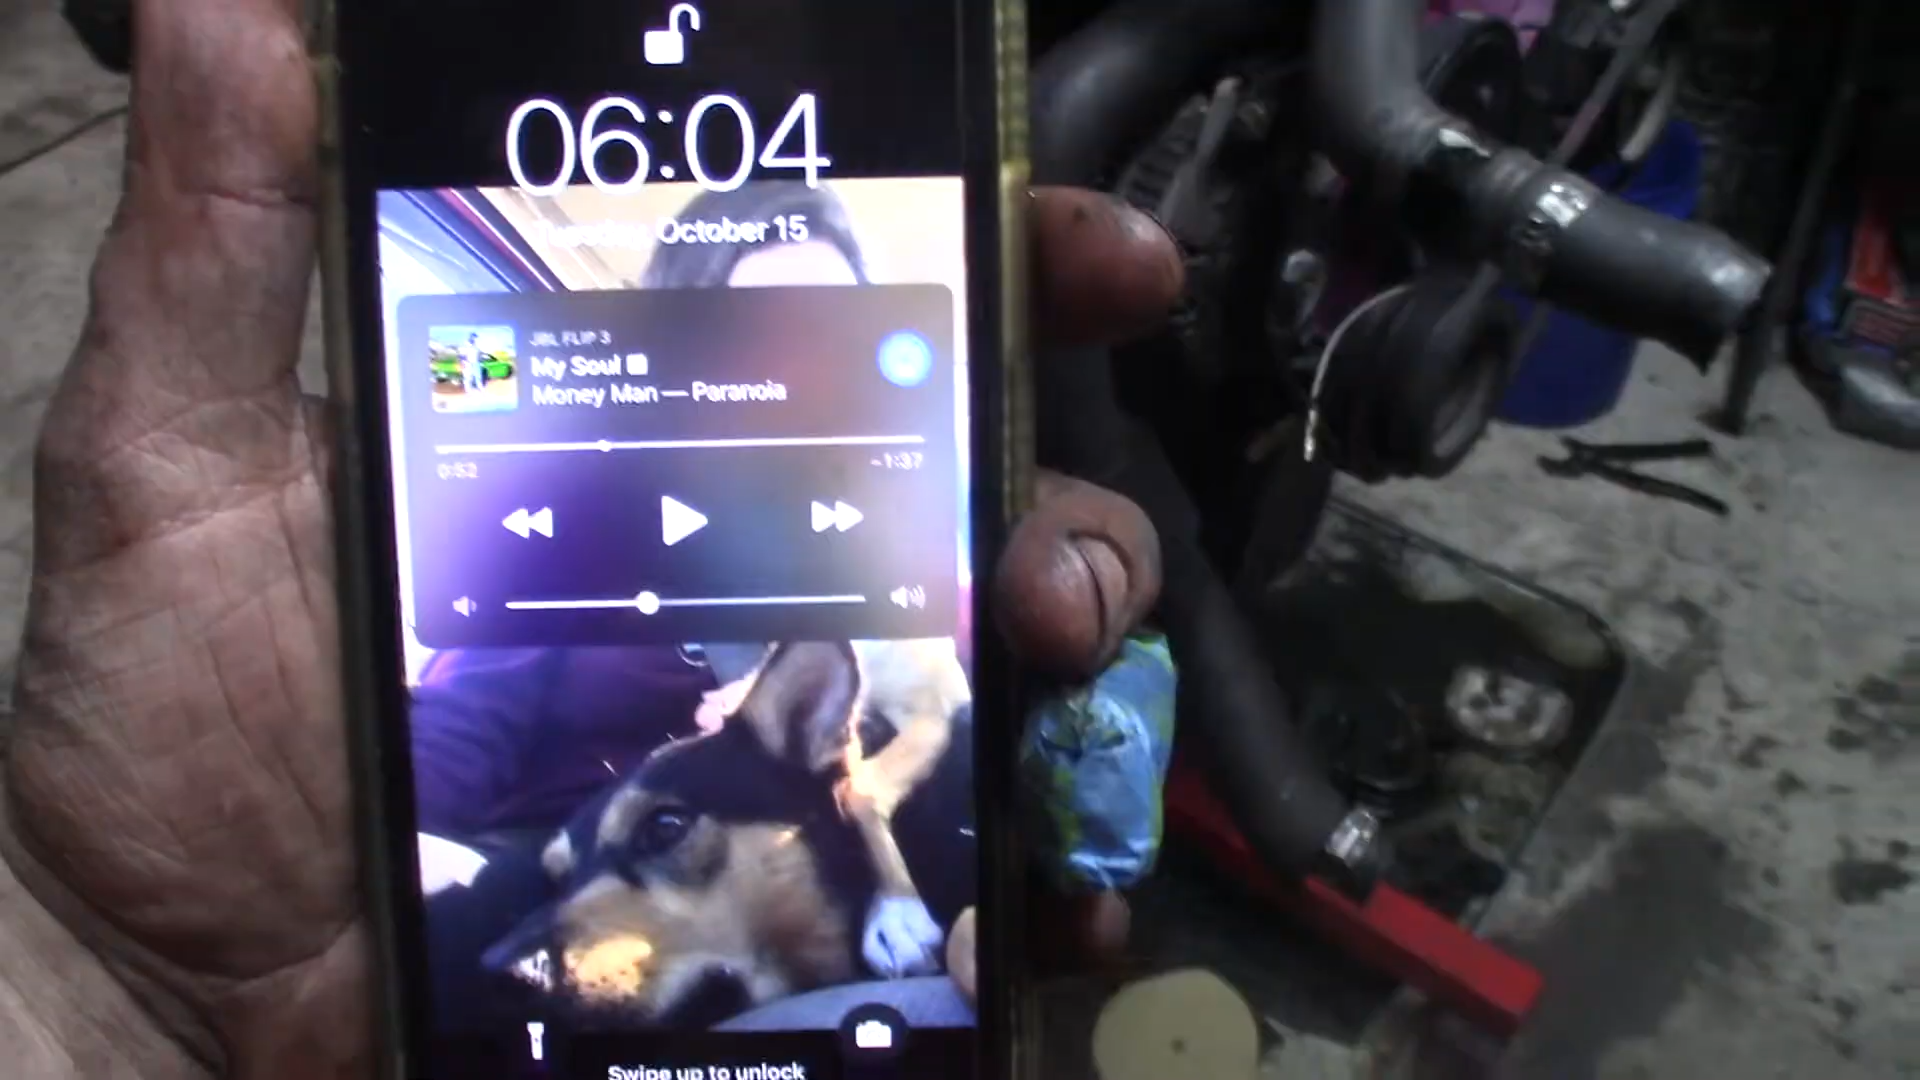 06:04
Tuesday, October 15
JBL FLIP 3
My Soul
Money Man — Paranoia
0:52
-1:37
Swipe up to unlock